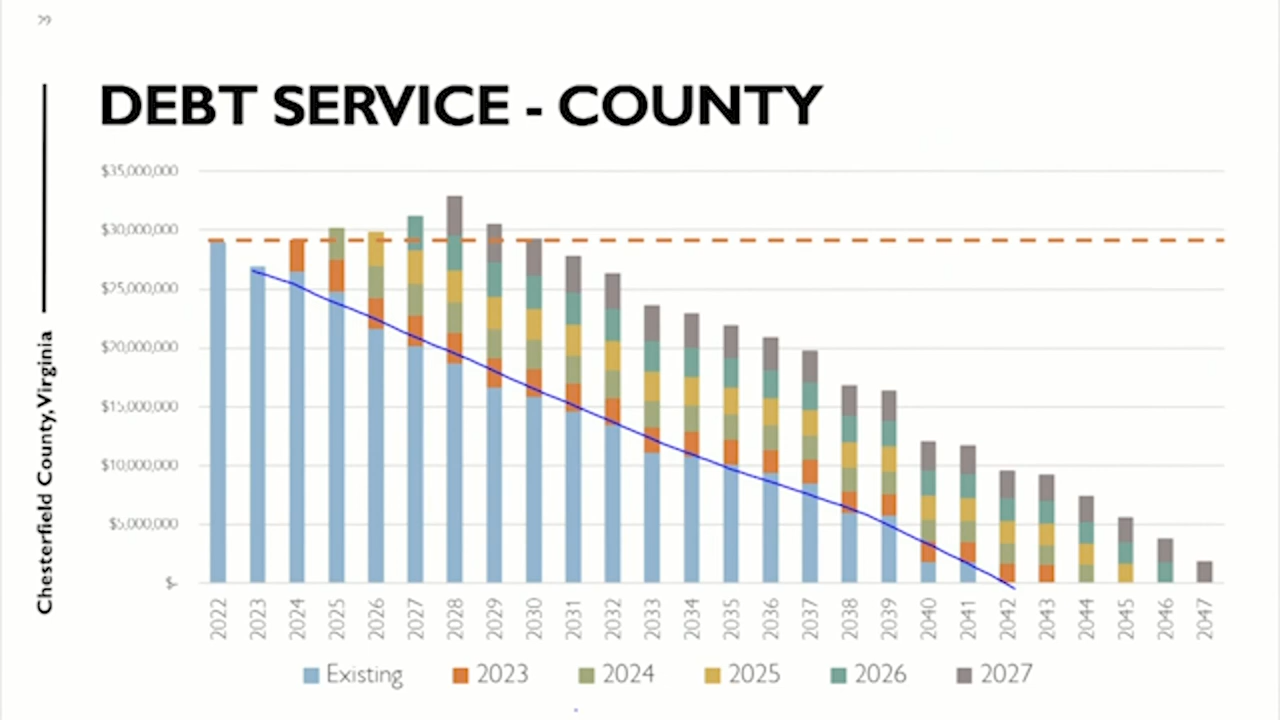 29
DEBT SERVICE - COUNTY
Chesterfield County, Virginia
$35,000,000
$30,000,000
$25,000,000
$20,000,000
$15,000,000
$10,000,000
$5,000,000
$-
2022 2023 2024 2025 2026 2027 2028 2029 2030 2031 2032 2033 2034 2035 2036 2037 2038 2039 2040 2041 2042 2043 2044 2045 2046 2047
Existing 2023 2024 2025 2026 2027